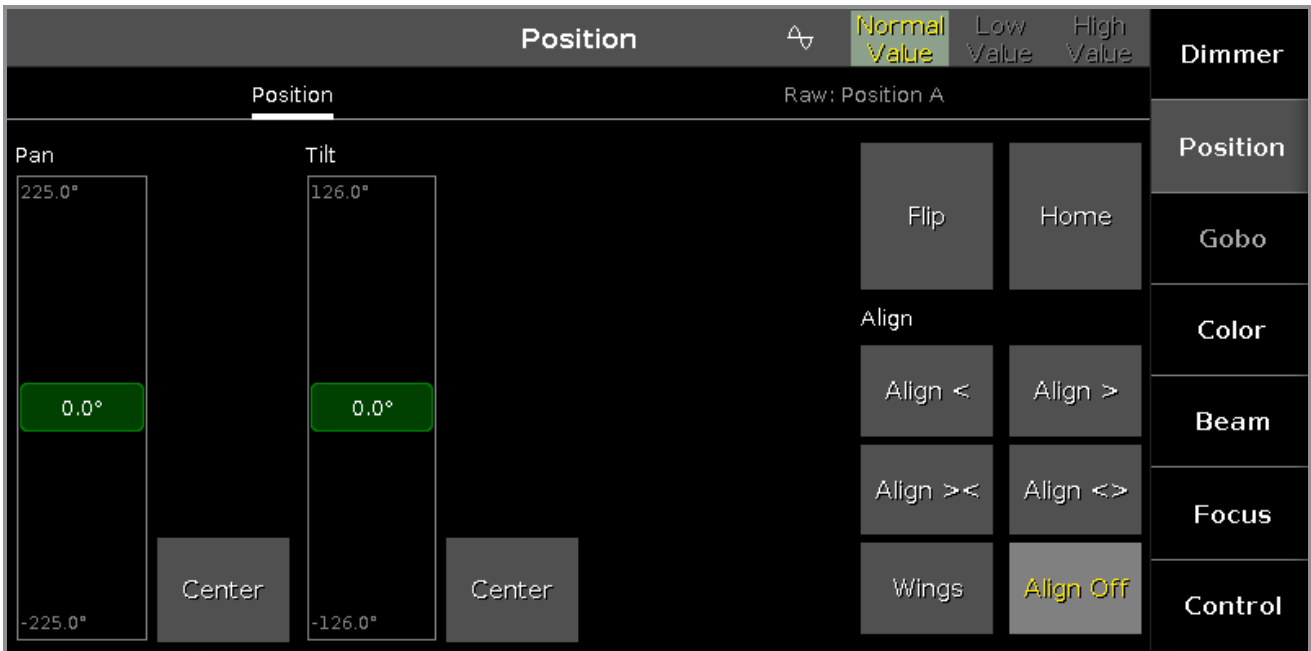 Position
Normal Value
Low Value
High Value
Dimmer
Position
Raw: Position A
Position
Pan
Tilt
225.0°
126.0°
Flip
Home
Gobo
Align
Color
Align <
Align >
0.0°
0.0°
Beam
Align ><
Align <>
Focus
Center
Center
Wings
Align Off
Control
-225.0°
-126.0°